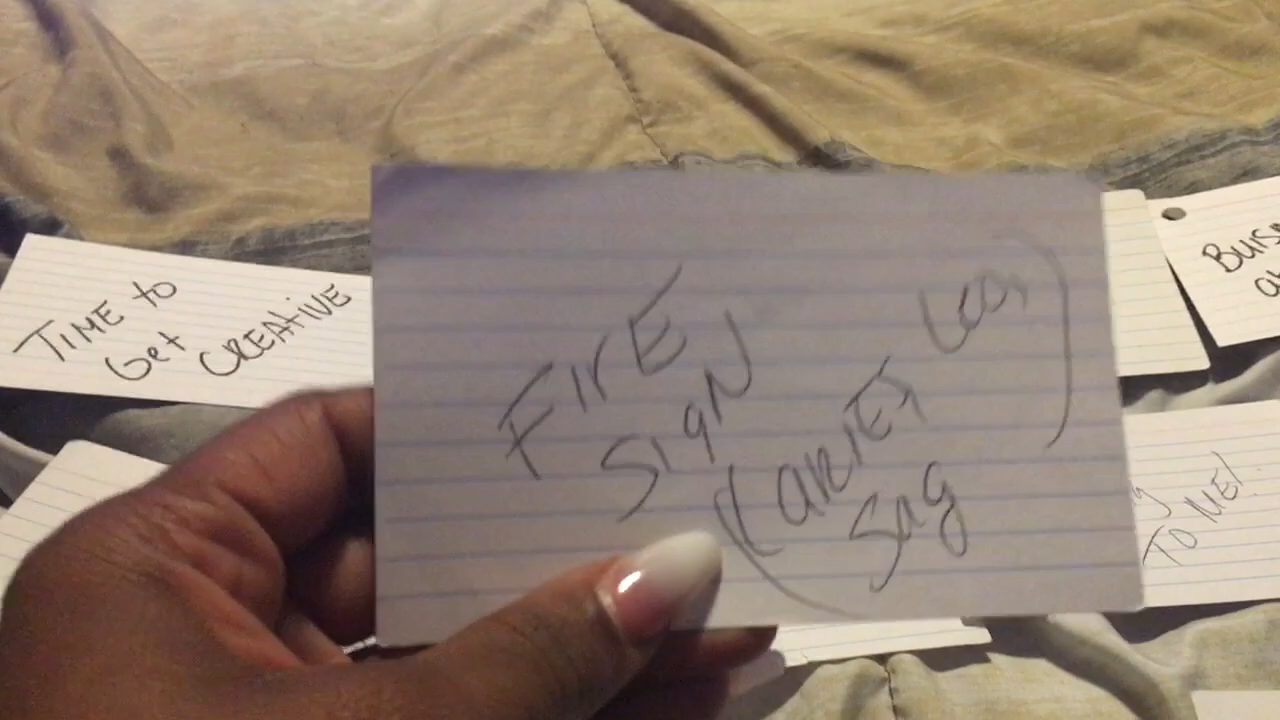 TIME to
Get CREATIVE
FIrE
SIgN
(ARIES Leo,
Sag)
TO ME!